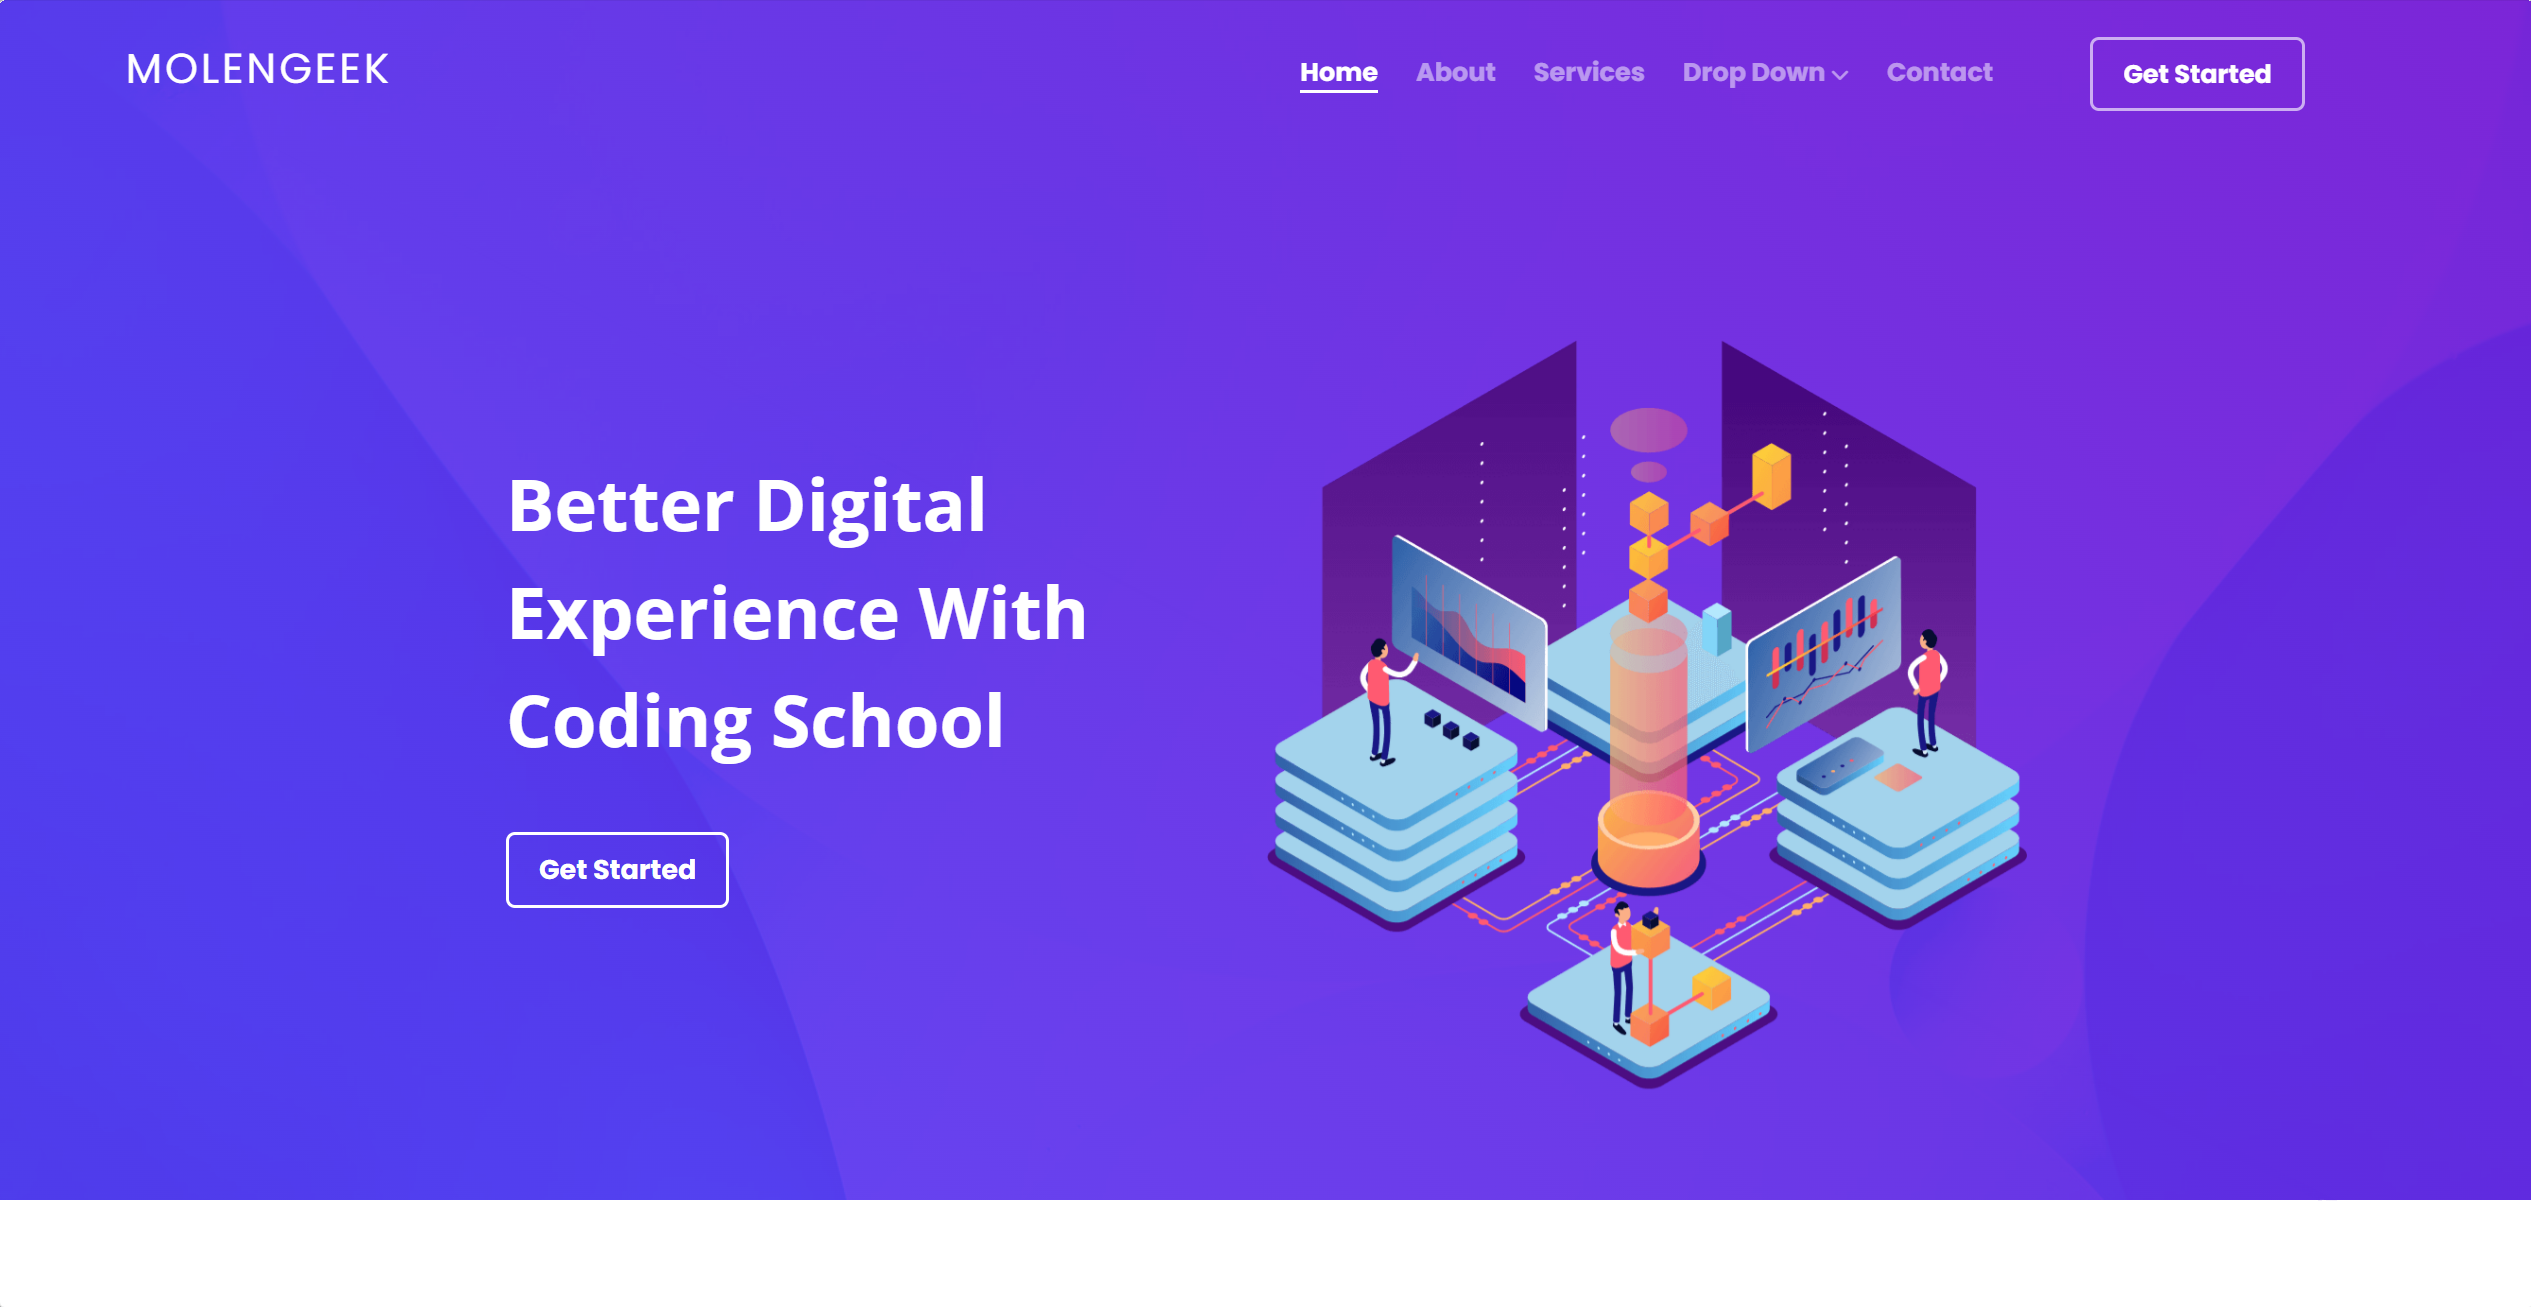 MOLENGEEK
Home About Services Drop Down Contact Get Started
Better Digital
Experience With
Coding School
Get Started